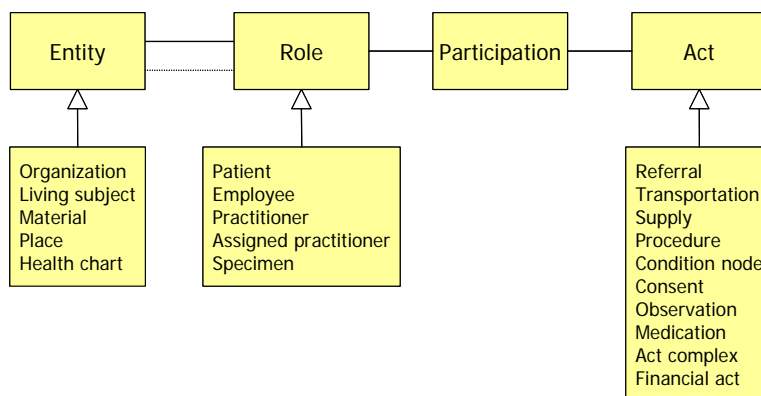 Entity
Role
Participation
Act
Organization
Living subject
Material
Place
Health chart
Patient
Employee
Practitioner
Assigned practitioner
Specimen
Referral
Transportation
Supply
Procedure
Condition node
Consent
Observation
Medication
Act complex
Financial act